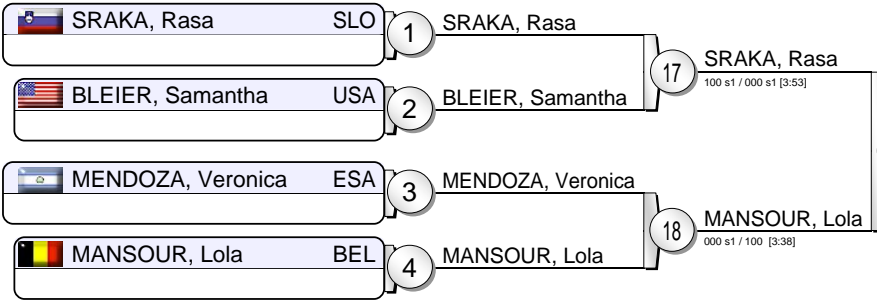 SRAKA, Rasa SLO
1
SRAKA, Rasa
BLEIER, Samantha USA
2
BLEIER, Samantha
17
SRAKA, Rasa
100 s1 / 000 s1 [3:53]
MENDOZA, Veronica ESA
3
MENDOZA, Veronica
MANSOUR, Lola BEL
4
MANSOUR, Lola
18
MANSOUR, Lola
000 s1 / 100 [3:38]